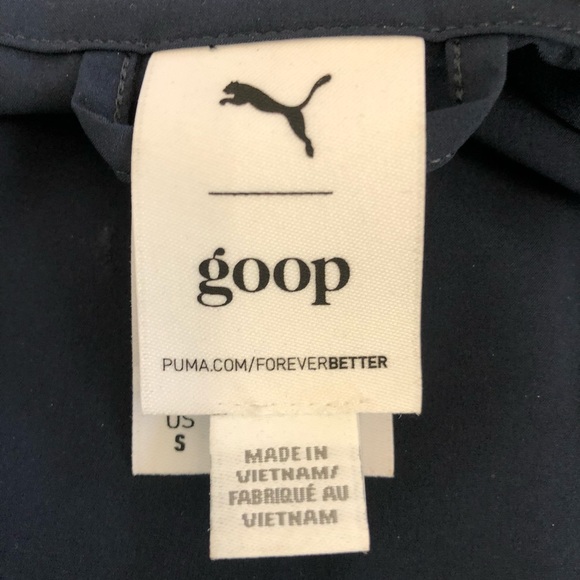 goop
PUMA.COM/FOREVERBETTER
US
S
MADE IN
VIETNAM/
FABRIQUÉ AU
VIETNAM